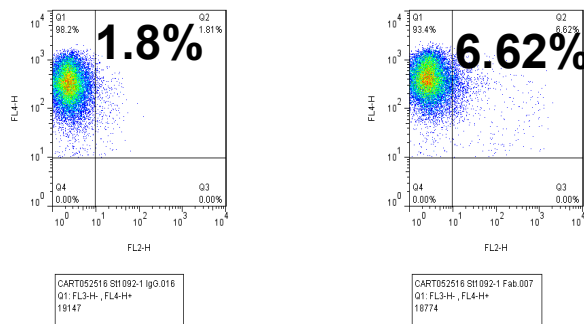 Q1
98.2%
Q2
1.81%
1.8%
10^4
10^3
10^2
10^1
10^0
FL4-H
Q4
0.00%
Q3
0.00%
10^0 10^1 10^2 10^3 10^4
FL2-H
CART052516 St1092-1 IgG.016
Q1: FL3-H- , FL4-H+
19147
Q1
93.4%
Q2
6.62%
6.62%
10^4
10^3
10^2
10^1
10^0
FL4-H
Q4
0.00%
Q3
0.00%
10^0 10^1 10^2 10^3 10^4
FL2-H
CART052516 St1092-1 Fab.007
Q1: FL3-H- , FL4-H+
18774